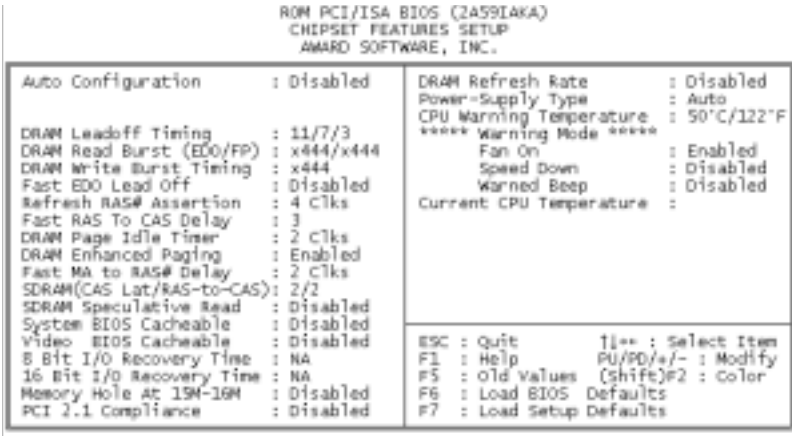 ROM PCI/ISA BIOS (2A59IAKA)
CHIPSET FEATURES SETUP
AWARD SOFTWARE, INC.
Auto Configuration : Disabled
DRAM Leadoff Timing : 11/7/3
DRAM Read Burst (EDO/FP) : x444/x444
DRAM Write Burst Timing : x444
Fast EDO Lead Off : Disabled
Refresh RAS# Assertion : 4 Clks
Fast RAS To CAS Delay : 3
DRAM Page Idle Timer : 2 Clks
DRAM Enhanced Paging : Enabled
Fast MA to RAS# Delay : 2 Clks
SDRAM(CAS Lat/RAS-to-CAS): 2/2
SDRAM Speculative Read : Disabled
System BIOS Cacheable : Disabled
Video BIOS Cacheable : Disabled
8 Bit I/O Recovery Time : NA
16 Bit I/O Recovery Time : NA
Memory Hole At 15M-16M : Disabled
PCI 2.1 Compliance : Disabled
DRAM Refresh Rate : Disabled
Power-Supply Type : Auto
CPU Warning Temperature : 50°C/122°F
***** Warning Mode *****
Fan On : Enabled
Speed Down : Disabled
Warned Beep : Disabled
Current CPU Temperature :
ESC : Quit ↑↓→← : Select Item
F1 : Help PU/PD/+/- : Modify
F5 : Old Values (Shift)F2 : Color
F6 : Load BIOS Defaults
F7 : Load Setup Defaults